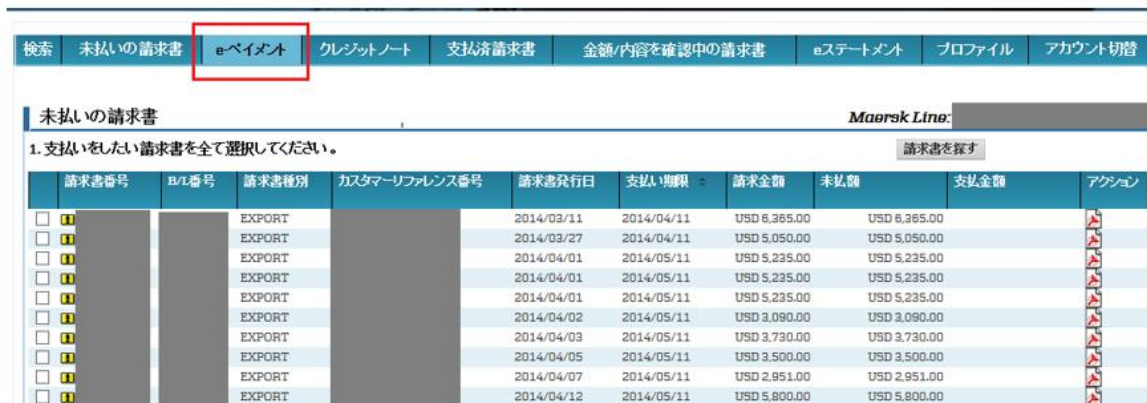 検索 未払いの請求書 e-ペイメント クレジットノート 支払済請求書 金額/内容を確認中の請求書 eステートメント プロファイル アカウント切替
未払いの請求書 Maersk Line:
1. 支払いをしたい請求書を全て選択してください。 請求書を探す
請求書番号 B/L番号 請求書種別 カスタマーリファレンス番号 請求書発行日 支払い期限 請求金額 未払額 支払金額 アクション
EXPORT 2014/03/11 2014/04/11 USD 6,365.00 USD 6,365.00
EXPORT 2014/03/27 2014/04/11 USD 5,050.00 USD 5,050.00
EXPORT 2014/04/01 2014/05/11 USD 5,235.00 USD 5,235.00
EXPORT 2014/04/01 2014/05/11 USD 5,235.00 USD 5,235.00
EXPORT 2014/04/01 2014/05/11 USD 5,235.00 USD 5,235.00
EXPORT 2014/04/02 2014/05/11 USD 3,090.00 USD 3,090.00
EXPORT 2014/04/03 2014/05/11 USD 3,730.00 USD 3,730.00
EXPORT 2014/04/05 2014/05/11 USD 3,500.00 USD 3,500.00
EXPORT 2014/04/07 2014/05/11 USD 2,951.00 USD 2,951.00
EXPORT 2014/04/12 2014/05/11 USD 5,800.00 USD 5,800.00